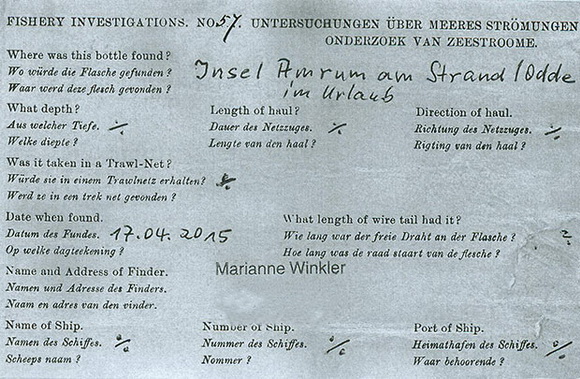 FISHERY INVESTIGATIONS. NO. 57. UNTERSUCHUNGEN ÜBER MEERES STRÖMUNGEN
ONDERZOEK VAN ZEESTROOME.
Where was this bottle found?
Wo würde die Flasche gefunden?
Waar werd deze flesch gevonden?
Insel Amrum am Strand / Odde
im Urlaub
What depth? Length of haul? Direction of haul.
Aus welcher Tiefe. ./. Dauer des Netzzuges. ./. Richtung des Netzzuges. ./.
Welke diepte? Lengte van den haal? Rigting van den haal?
Was it taken in a Trawl-Net?
Würde sie in einem Trawlnetz erhalten? ./.
Werd ze in een trek net gevonden?
Date when found. What length of wire tail had it?
Datum des Fundes. 17.04.2015 Wie lang war der freie Draht an der Flasche? ?
Op welke dagteekening? Hoe lang was de raad staart van de flesche?
Name and Address of Finder. Marianne Winkler
Namen und Adresse des Finders.
Naam en adres van den vinder.
Name of Ship. Number of Ship. Port of Ship.
Namen des Schiffes. ./. Nummer des Schiffes. ./. Heimathafen des Schiffes. ./.
Scheeps naam? Nommer? Waar behoorende?